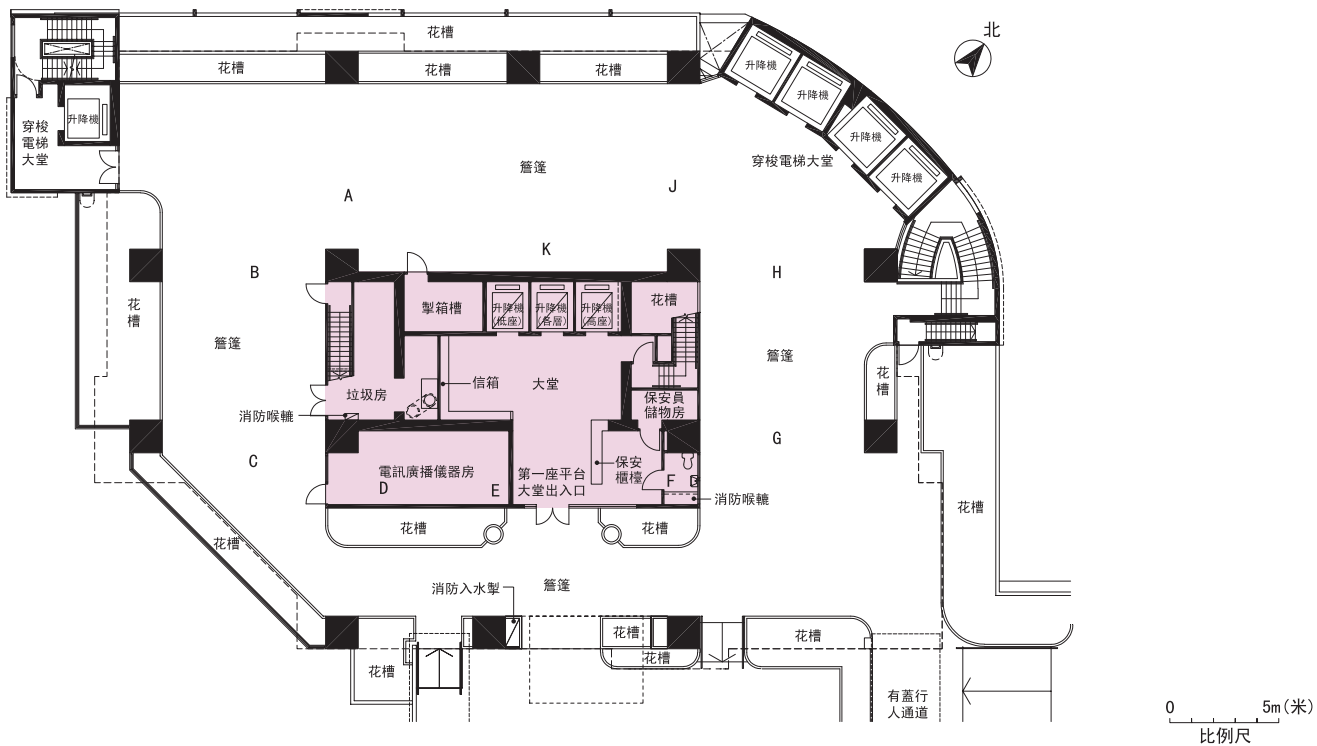 花槽
北
花槽
花槽
花槽
升降機
升降機
升降機
升降機
升降機
穿梭
電梯
大堂
簷篷
穿梭電梯大堂
A
J
K
B
H
花槽
掣箱槽
升降機
(低座)
升降機
(各層)
升降機
(高座)
花槽
簷篷
簷篷
花槽
垃圾房
信箱
大堂
保安員
儲物房
消防喉轆
C
G
電訊廣播儀器房
D
E
第一座平台
大堂出入口
保安
櫃檯
F
消防喉轆
花槽
花槽
花槽
花槽
消防入水掣
簷篷
花槽
花槽
花槽
花槽
有蓋行
人通道
0
5m(米)
比例尺